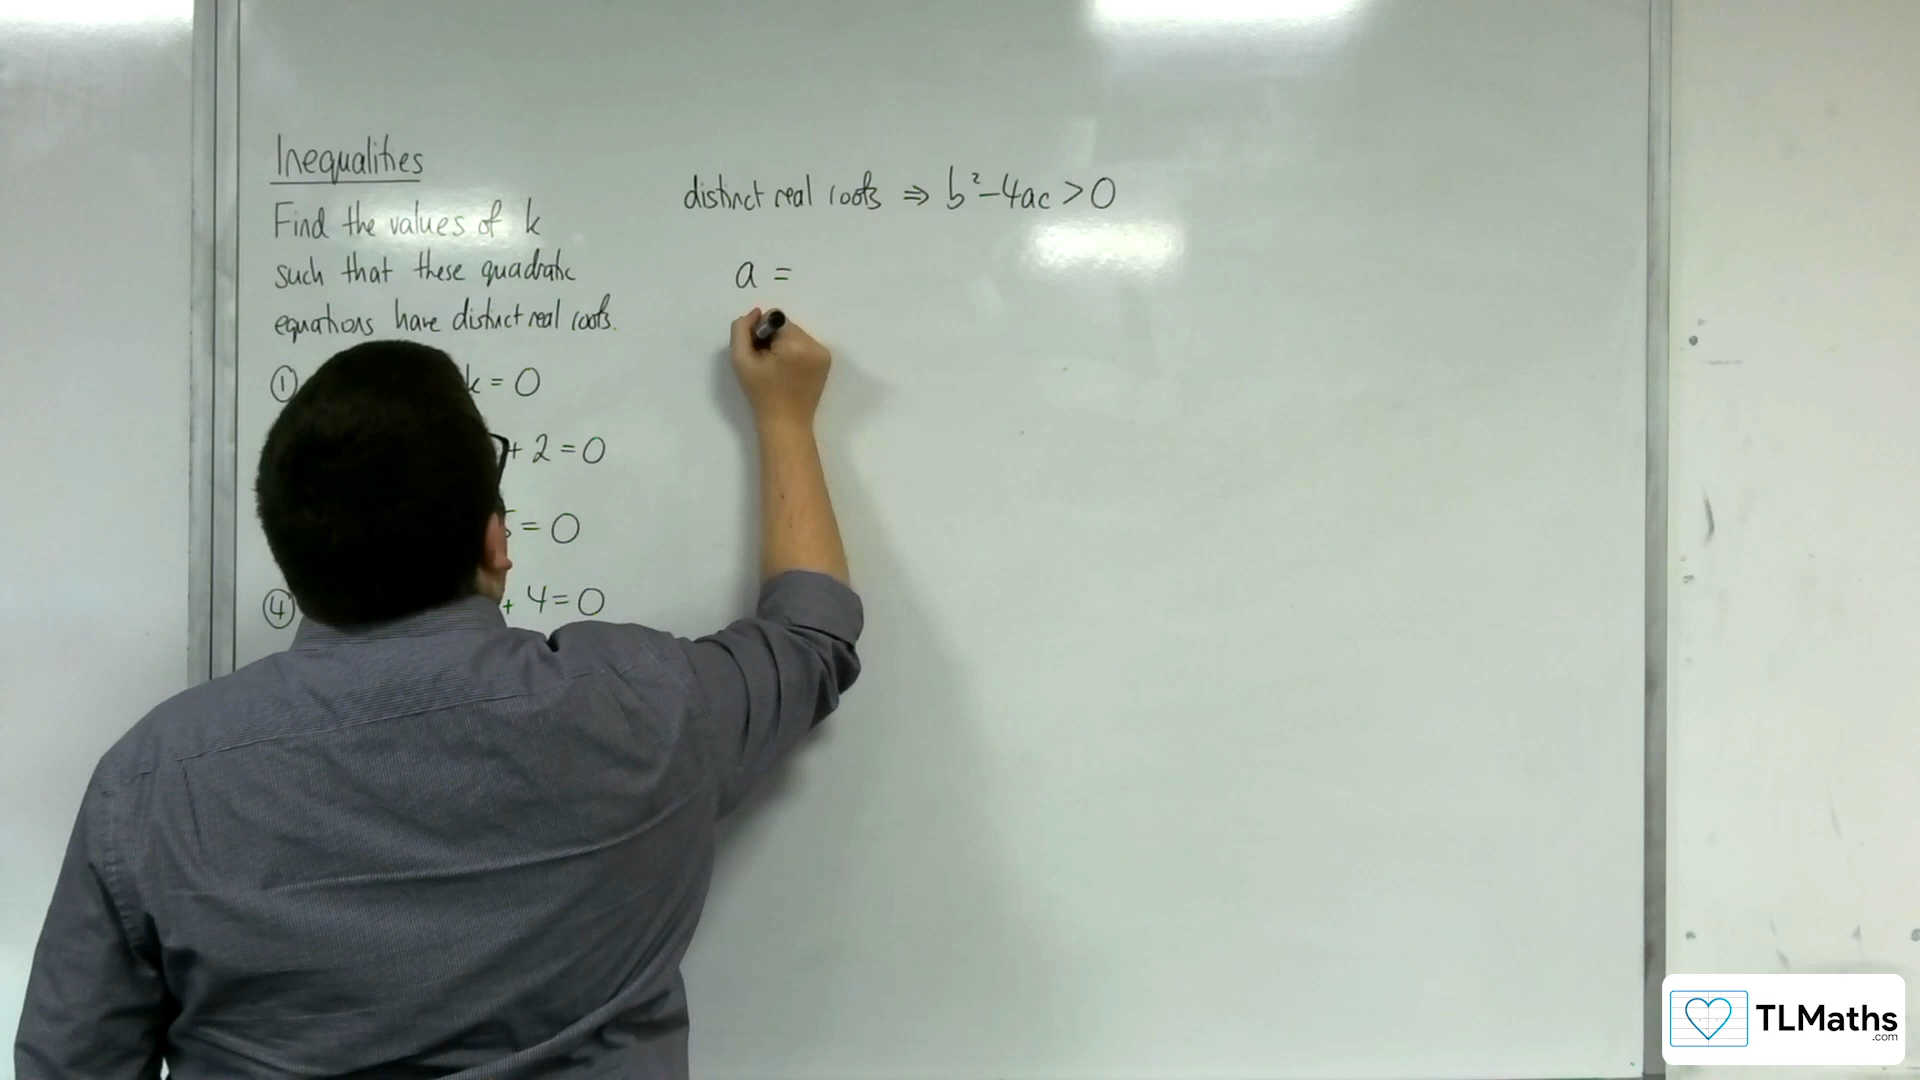 Inequalities
Find the values of k
such that these quadratic
equations have distinct real roots.
① k = 0
+ 2 = 0
5 = 0
④ + 4 = 0
distinct real roots ⇒ b² - 4ac > 0
a =
TLMaths
.com